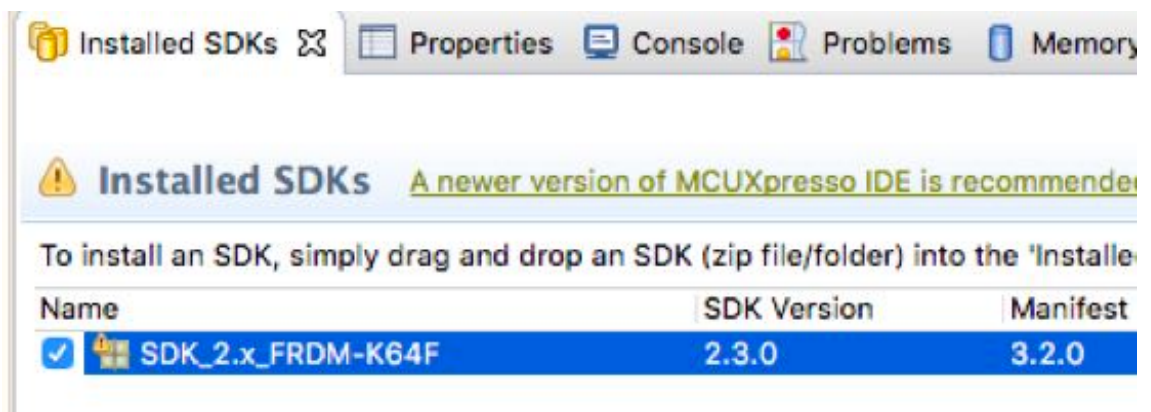 Installed SDKs Properties Console Problems Memory
Installed SDKs A newer version of MCUXpresso IDE is recommended
To install an SDK, simply drag and drop an SDK (zip file/folder) into the 'Installe
Name SDK Version Manifest
SDK_2.x_FRDM-K64F 2.3.0 3.2.0